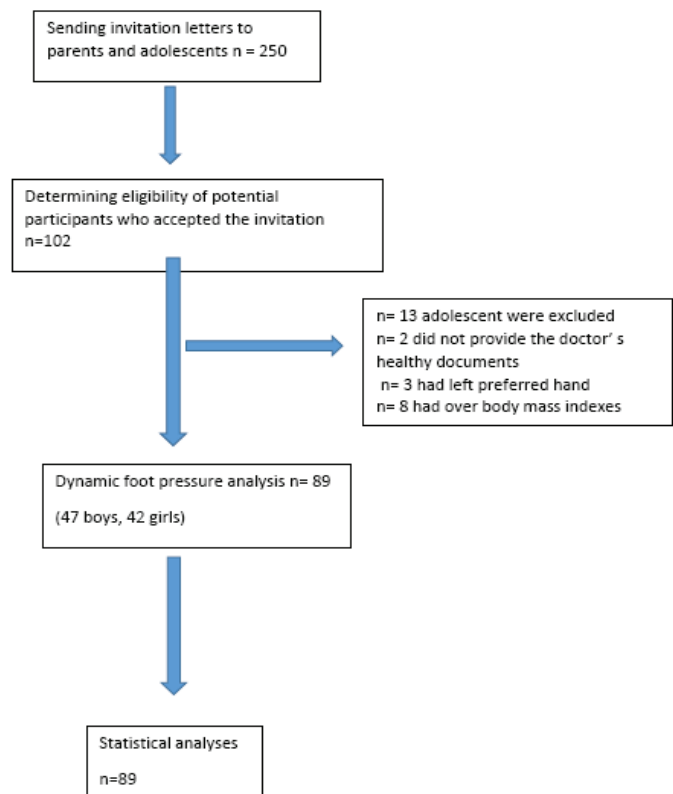 Sending invitation letters to
parents and adolescents n = 250
Determining eligibility of potential
participants who accepted the invitation
n=102
n= 13 adolescent were excluded
n= 2 did not provide the doctor' s
healthy documents
n= 3 had left preferred hand
n= 8 had over body mass indexes
Dynamic foot pressure analysis n= 89
(47 boys, 42 girls)
Statistical analyses
n=89